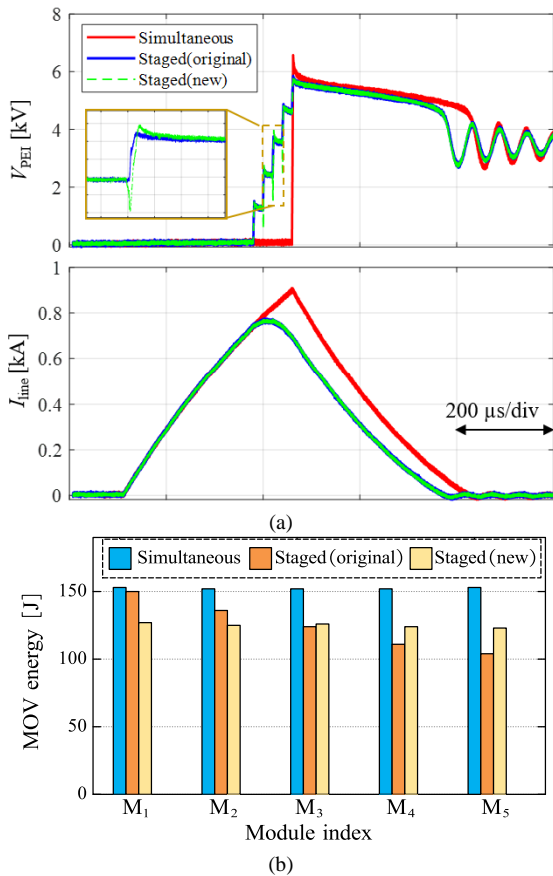 8
6
4
2
0
V_PEI [kV]
Simultaneous
Staged(original)
Staged(new)
1
0.8
0.6
0.4
0.2
0
I_line [kA]
200 µs/div
(a)
Simultaneous Staged(original) Staged(new)
150
100
50
0
MOV energy [J]
M₁ M₂ M₃ M₄ M₅
Module index
(b)